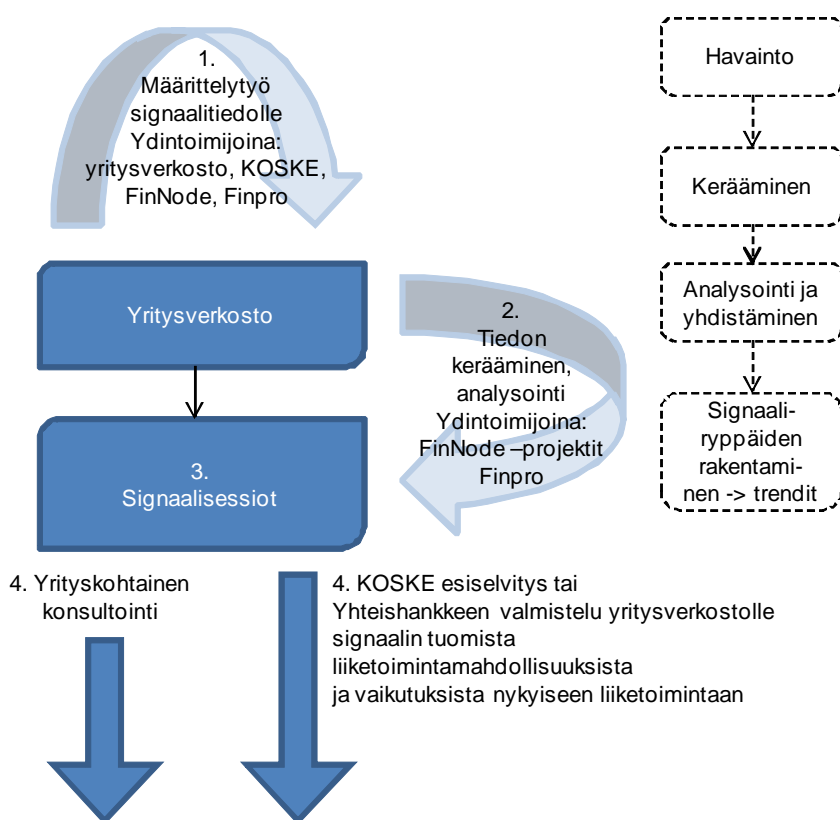 1.
Määrittelytyö
signaalitiedolle
Ydintoimijoina:
yritysverkosto, KOSKE,
FinNode, Finpro
Yritysverkosto
2.
Tiedon
kerääminen,
analysointi
Ydintoimijoina:
FinNode –projektit
Finpro
3.
Signaalisessiot
4. Yrityskohtainen
konsultointi
4. KOSKE esiselvitys tai
Yhteishankkeen valmistelu yritysverkostolle
signaalin tuomista
liiketoimintamahdollisuuksista
ja vaikutuksista nykyiseen liiketoimintaan
Havainto
Kerääminen
Analysointi ja
yhdistäminen
Signaali-
ryppäiden
rakentami-
nen -> trendit